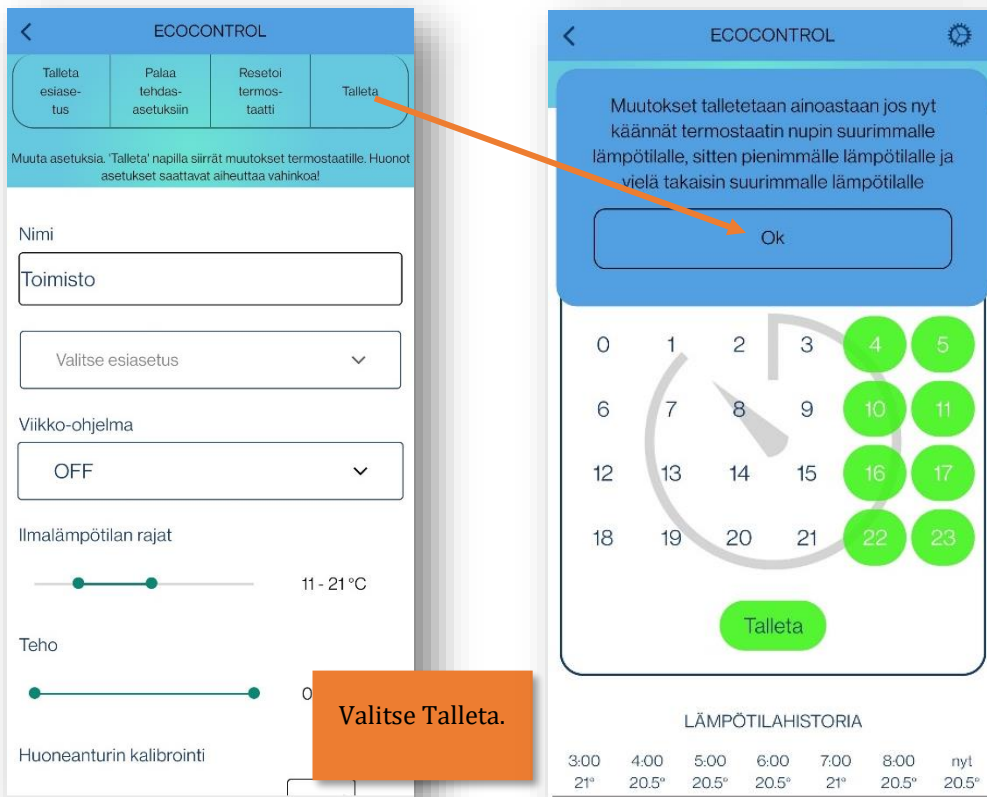 ECOCONTROL
Talleta
esiase-
tus
Palaa
tehdas-
asetuksiin
Resetoi
termos-
taatti
Talleta
Muuta asetuksia. 'Talleta' napilla siirrät muutokset termostaatille. Huonot
asetukset saattavat aiheuttaa vahinkoa!
Nimi
Toimisto
Valitse esiasetus
Viikko-ohjelma
OFF
Ilmalämpötilan rajat
11 - 21 °C
Teho
0
Huoneanturin kalibrointi
Valitse Talleta.
ECOCONTROL
Muutokset talletetaan ainoastaan jos nyt
käännät termostaatin nupin suurimmalle
lämpötilalle, sitten pienimmälle lämpötilalle ja
vielä takaisin suurimmalle lämpötilalle
Ok
0 1 2 3 4 5
6 7 8 9 10 11
12 13 14 15 16 17
18 19 20 21 22 23
Talleta
LÄMPÖTILAHISTORIA
3:00 4:00 5:00 6:00 7:00 8:00 nyt
21° 20.5° 20.5° 20.5° 21° 20.5° 20.5°